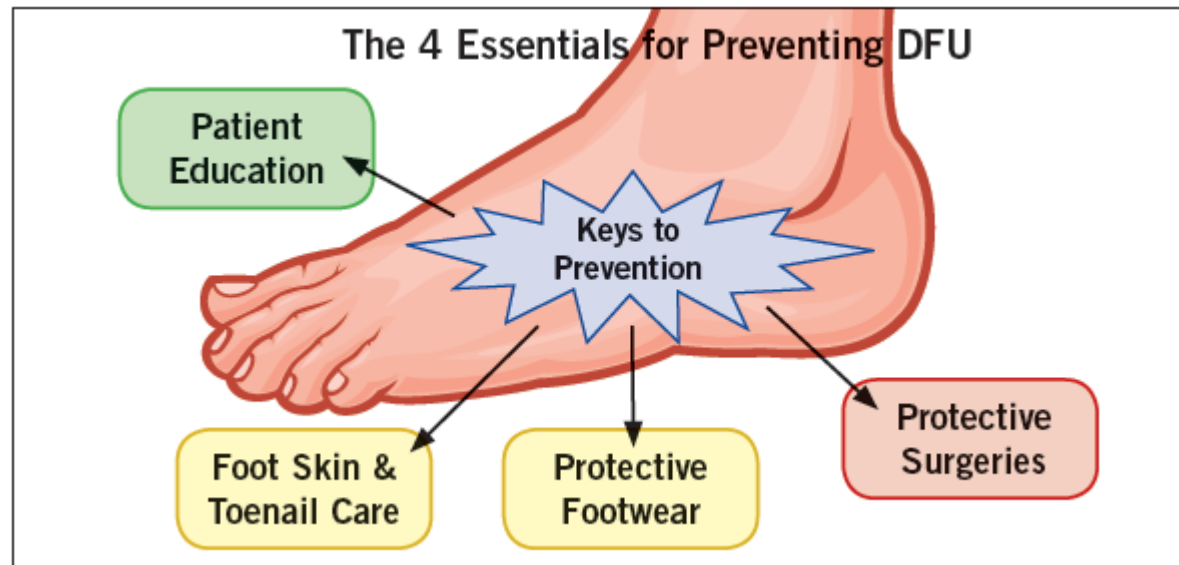 The 4 Essentials for Preventing DFU
Patient
Education
Keys to
Prevention
Foot Skin &
Toenail Care
Protective
Footwear
Protective
Surgeries